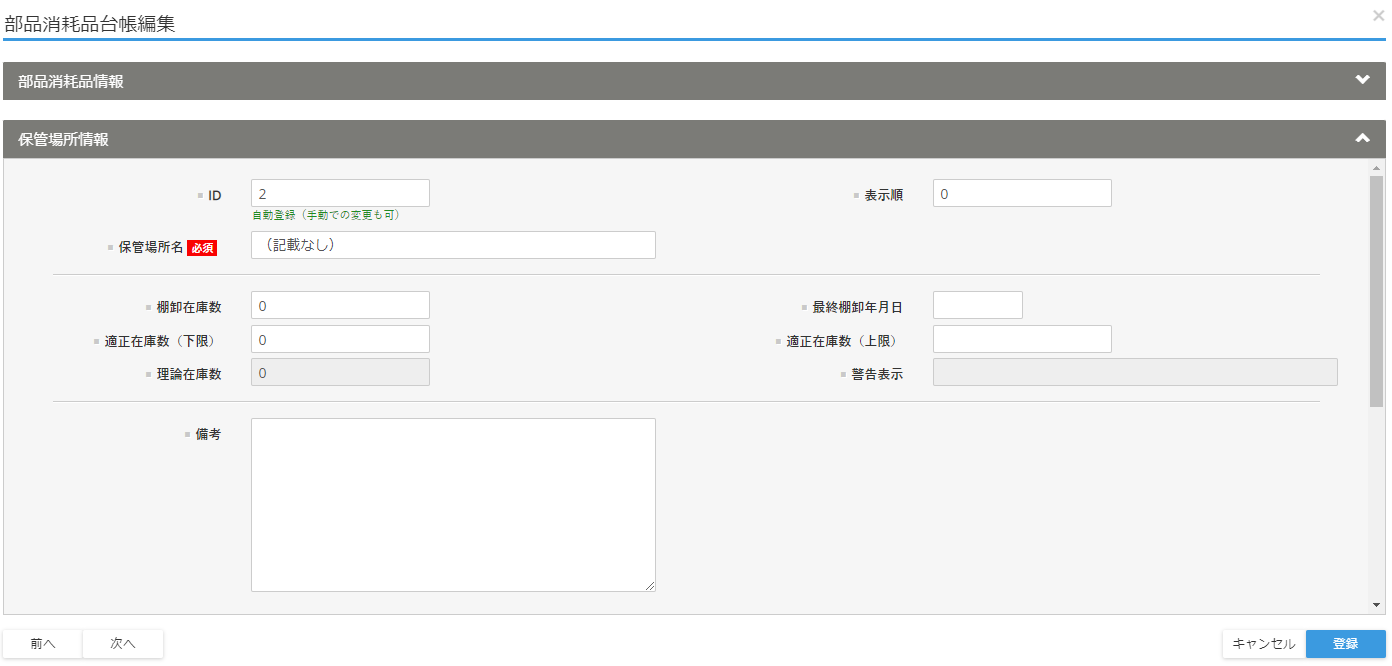 部品消耗品台帳編集
×
部品消耗品情報
保管場所情報
ID 2 表示順 0
自動登録（手動での変更も可）
保管場所名 必須 （記載なし）
棚卸在庫数 0 最終棚卸年月日
適正在庫数（下限） 0 適正在庫数（上限）
理論在庫数 0 警告表示
備考
前へ 次へ キャンセル 登録